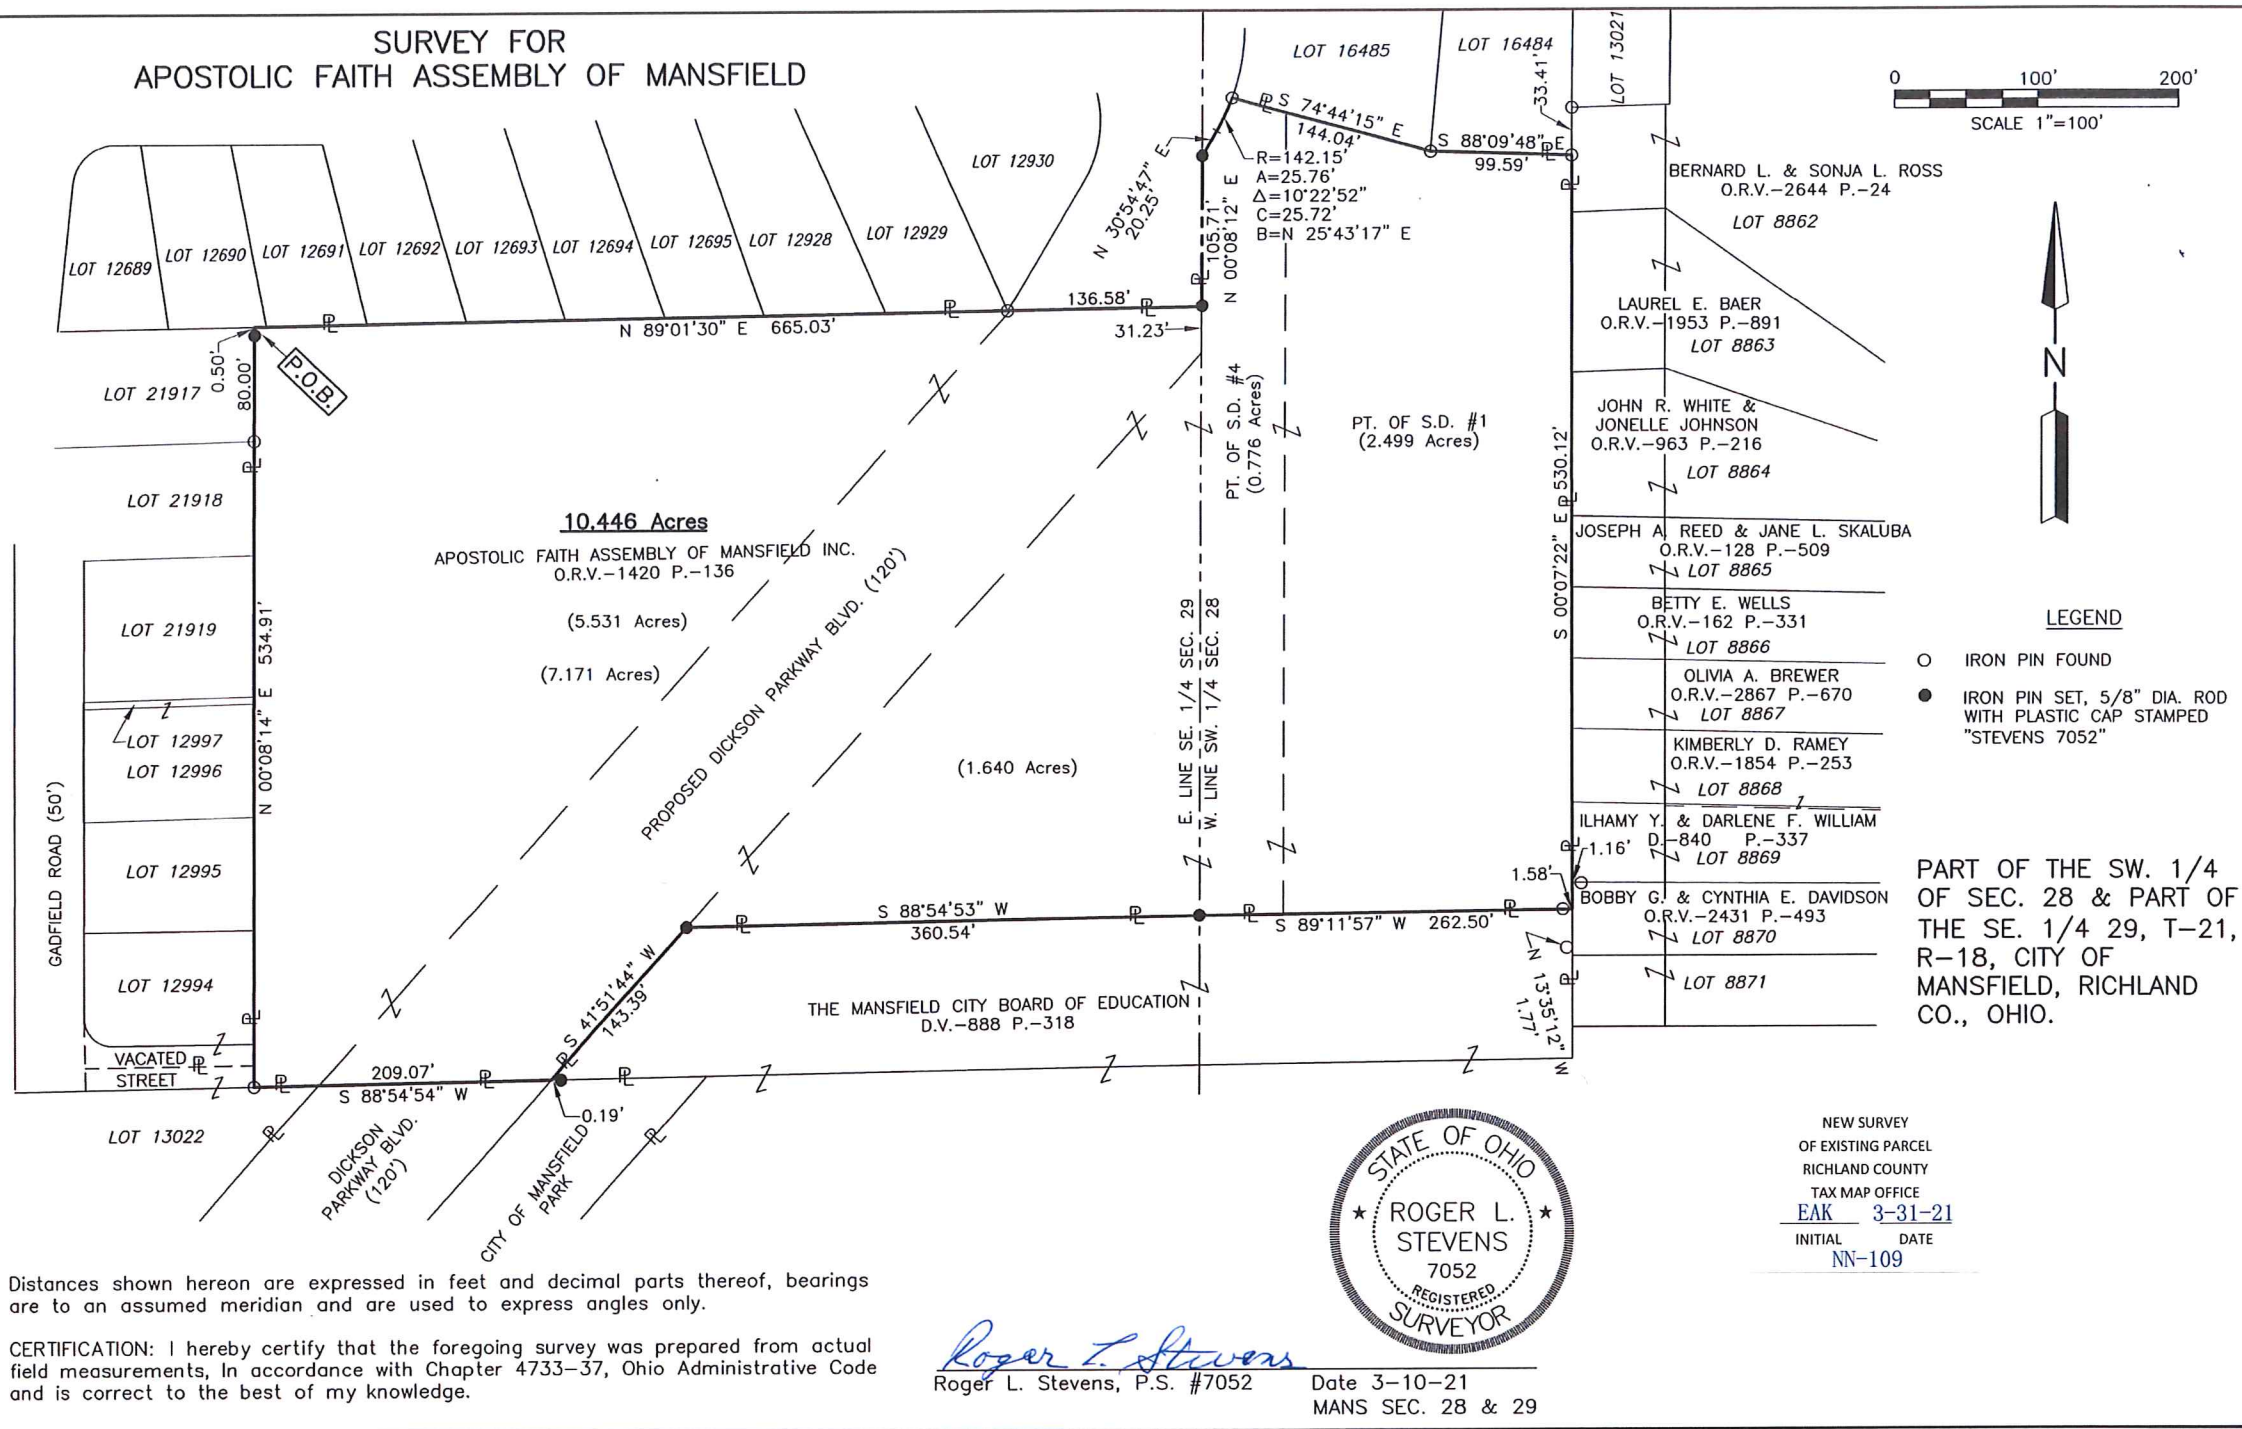 SURVEY FOR
APOSTOLIC FAITH ASSEMBLY OF MANSFIELD
LOT 12689
LOT 12690
LOT 12691
LOT 12692
LOT 12693
LOT 12694
LOT 12695
LOT 12928
LOT 12929
LOT 12930
LOT 16485
LOT 16484
LOT 13021
33.41'
0 100' 200'
SCALE 1"=100'
S 74°44'15" E
144.04'
S 88°09'48" E
99.59'
N 30°54'47" E
20.25'
R=142.15'
A=25.76'
Δ=10°22'52"
C=25.72'
B=N 25°43'17" E
105.71'
N 00°08'12" E
136.58'
31.23'
N 89°01'30" E 665.03'
0.50'
80.00'
P.O.B.
LOT 21917
LOT 21918
LOT 21919
LOT 12997
LOT 12996
LOT 12995
LOT 12994
GADFIELD ROAD (50')
VACATED
STREET
LOT 13022
N 00°08'14" E 534.91'
10.446 Acres
APOSTOLIC FAITH ASSEMBLY OF MANSFIELD INC.
O.R.V.-1420 P.-136
(5.531 Acres)
(7.171 Acres)
PROPOSED DICKSON PARKWAY BLVD. (120')
(1.640 Acres)
E. LINE SE. 1/4 SEC. 29
W. LINE SW. 1/4 SEC. 28
PT. OF S.D. #4
(0.776 Acres)
PT. OF S.D. #1
(2.499 Acres)
S 00°07'22" E 530.12'
BERNARD L. & SONJA L. ROSS
O.R.V.-2644 P.-24
LOT 8862
LAUREL E. BAER
O.R.V.-1953 P.-891
LOT 8863
JOHN R. WHITE &
JONELLE JOHNSON
O.R.V.-963 P.-216
LOT 8864
JOSEPH A. REED & JANE L. SKALUBA
O.R.V.-128 P.-509
LOT 8865
BETTY E. WELLS
O.R.V.-162 P.-331
LOT 8866
OLIVIA A. BREWER
O.R.V.-2867 P.-670
LOT 8867
KIMBERLY D. RAMEY
O.R.V.-1854 P.-253
LOT 8868
ILHAMY Y. & DARLENE F. WILLIAM
D.-840 P.-337
LOT 8869
1.16'
1.58'
BOBBY G. & CYNTHIA E. DAVIDSON
O.R.V.-2431 P.-493
LOT 8870
LOT 8871
N 13°35'12" W
1.77'
S 88°54'53" W
360.54'
S 89°11'57" W 262.50'
S 41°51'44" W
143.39'
THE MANSFIELD CITY BOARD OF EDUCATION
D.V.-888 P.-318
209.07'
S 88°54'54" W
0.19'
DICKSON
PARKWAY BLVD.
(120')
CITY OF MANSFIELD
PARK
N
LEGEND
IRON PIN FOUND
IRON PIN SET, 5/8" DIA. ROD
WITH PLASTIC CAP STAMPED
"STEVENS 7052"
PART OF THE SW. 1/4
OF SEC. 28 & PART OF
THE SE. 1/4 29, T-21,
R-18, CITY OF
MANSFIELD, RICHLAND
CO., OHIO.
STATE OF OHIO
ROGER L.
STEVENS
7052
REGISTERED
SURVEYOR
NEW SURVEY
OF EXISTING PARCEL
RICHLAND COUNTY
TAX MAP OFFICE
EAK 3-31-21
INITIAL DATE
NN-109
Distances shown hereon are expressed in feet and decimal parts thereof, bearings
are to an assumed meridian and are used to express angles only.
CERTIFICATION: I hereby certify that the foregoing survey was prepared from actual
field measurements, In accordance with Chapter 4733-37, Ohio Administrative Code
and is correct to the best of my knowledge.
Roger L. Stevens
Roger L. Stevens, P.S. #7052
Date 3-10-21
MANS SEC. 28 & 29